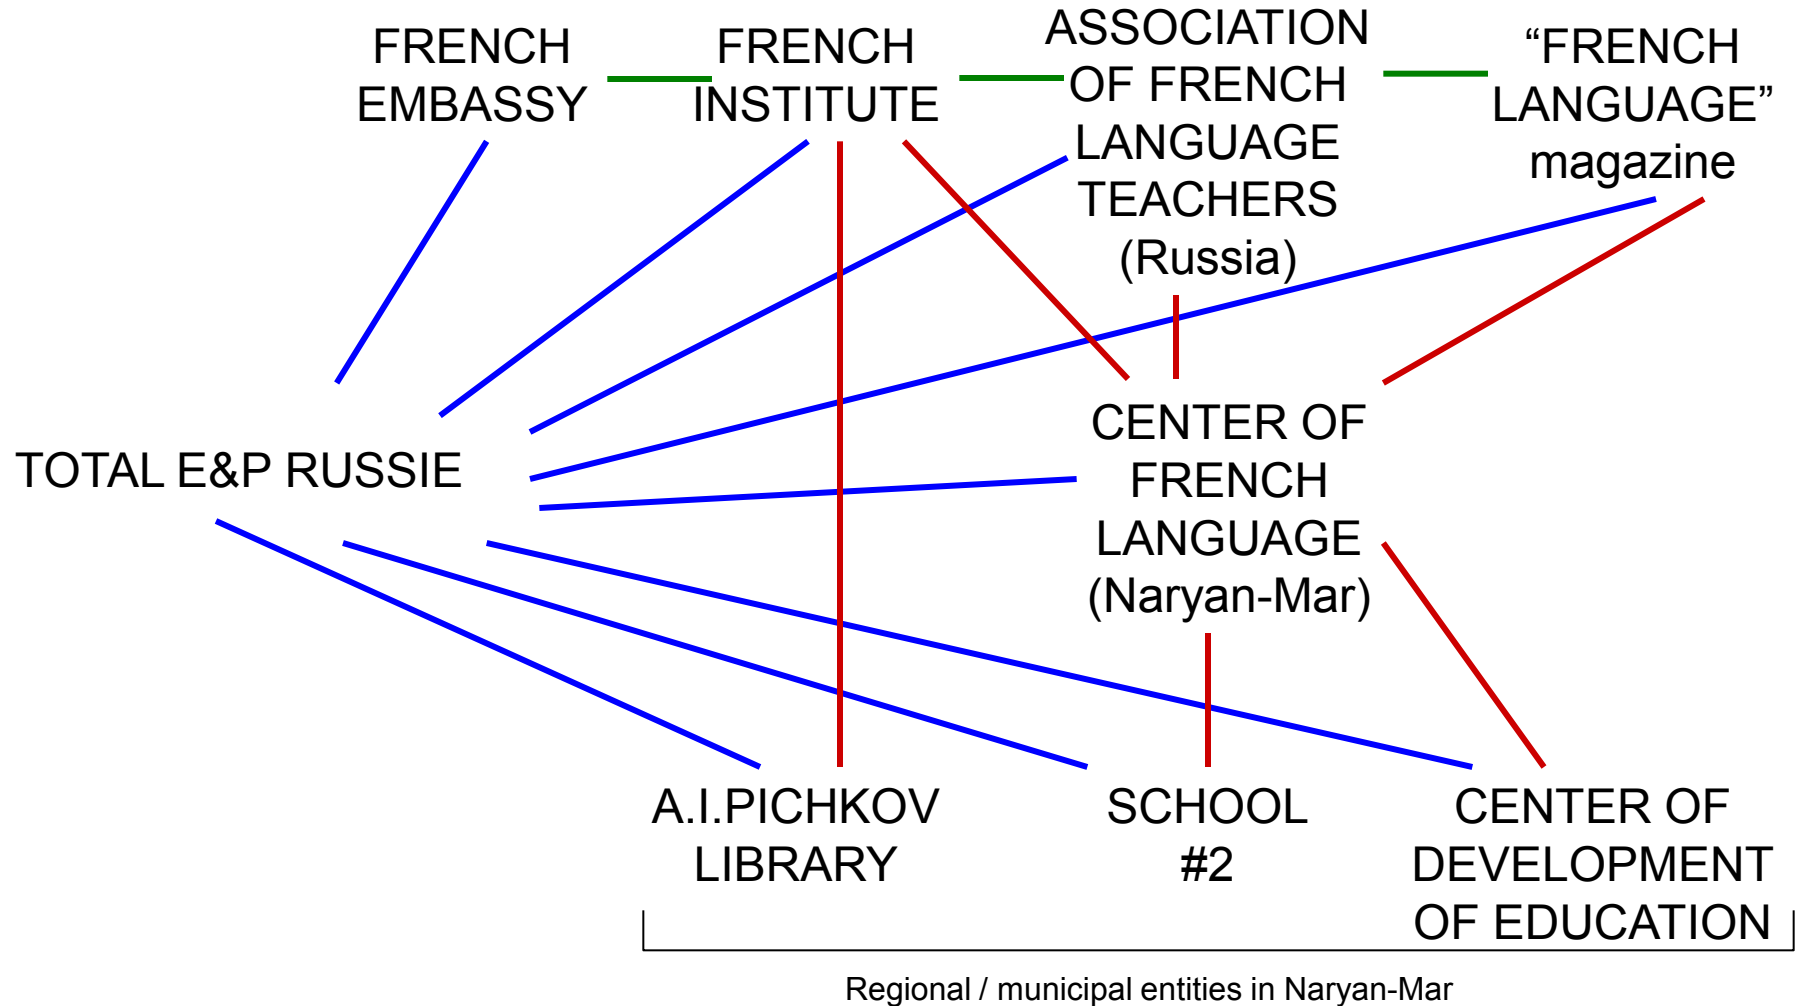 FRENCH
EMBASSY
FRENCH
INSTITUTE
ASSOCIATION
OF FRENCH
LANGUAGE
TEACHERS
(Russia)
“FRENCH
LANGUAGE”
magazine
TOTAL E&P RUSSIE
CENTER OF
FRENCH
LANGUAGE
(Naryan-Mar)
A.I.PICHKOV
LIBRARY
SCHOOL
#2
CENTER OF
DEVELOPMENT
OF EDUCATION
Regional / municipal entities in Naryan-Mar